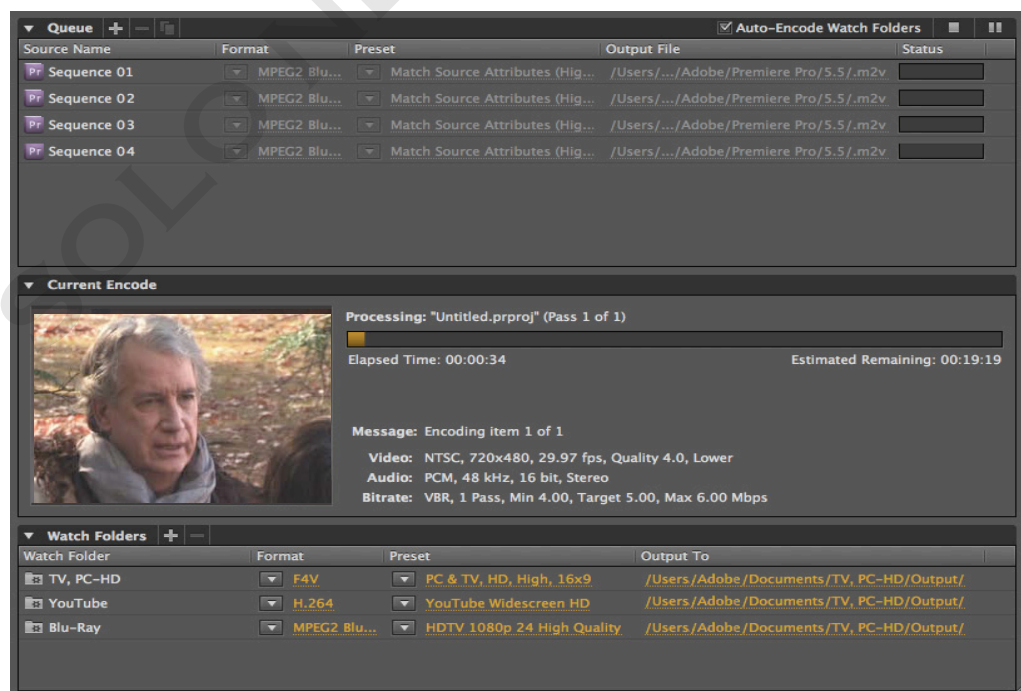 Queue
Auto-Encode Watch Folders
Source Name Format Preset Output File Status
Pr Sequence 01 MPEG2 Blu... Match Source Attributes (Hig... /Users/.../Adobe/Premiere Pro/5.5/.m2v
Pr Sequence 02 MPEG2 Blu... Match Source Attributes (Hig... /Users/.../Adobe/Premiere Pro/5.5/.m2v
Pr Sequence 03 MPEG2 Blu... Match Source Attributes (Hig... /Users/.../Adobe/Premiere Pro/5.5/.m2v
Pr Sequence 04 MPEG2 Blu... Match Source Attributes (Hig... /Users/.../Adobe/Premiere Pro/5.5/.m2v
Current Encode
Processing: "Untitled.prproj" (Pass 1 of 1)
Elapsed Time: 00:00:34 Estimated Remaining: 00:19:19
Message: Encoding item 1 of 1
Video: NTSC, 720x480, 29.97 fps, Quality 4.0, Lower
Audio: PCM, 48 kHz, 16 bit, Stereo
Bitrate: VBR, 1 Pass, Min 4.00, Target 5.00, Max 6.00 Mbps
Watch Folders
Watch Folder Format Preset Output To
TV, PC-HD F4V PC & TV, HD, High, 16x9 /Users/Adobe/Documents/TV, PC-HD/Output/
YouTube H.264 YouTube Widescreen HD /Users/Adobe/Documents/TV, PC-HD/Output/
Blu-Ray MPEG2 Blu... HDTV 1080p 24 High Quality /Users/Adobe/Documents/TV, PC-HD/Output/